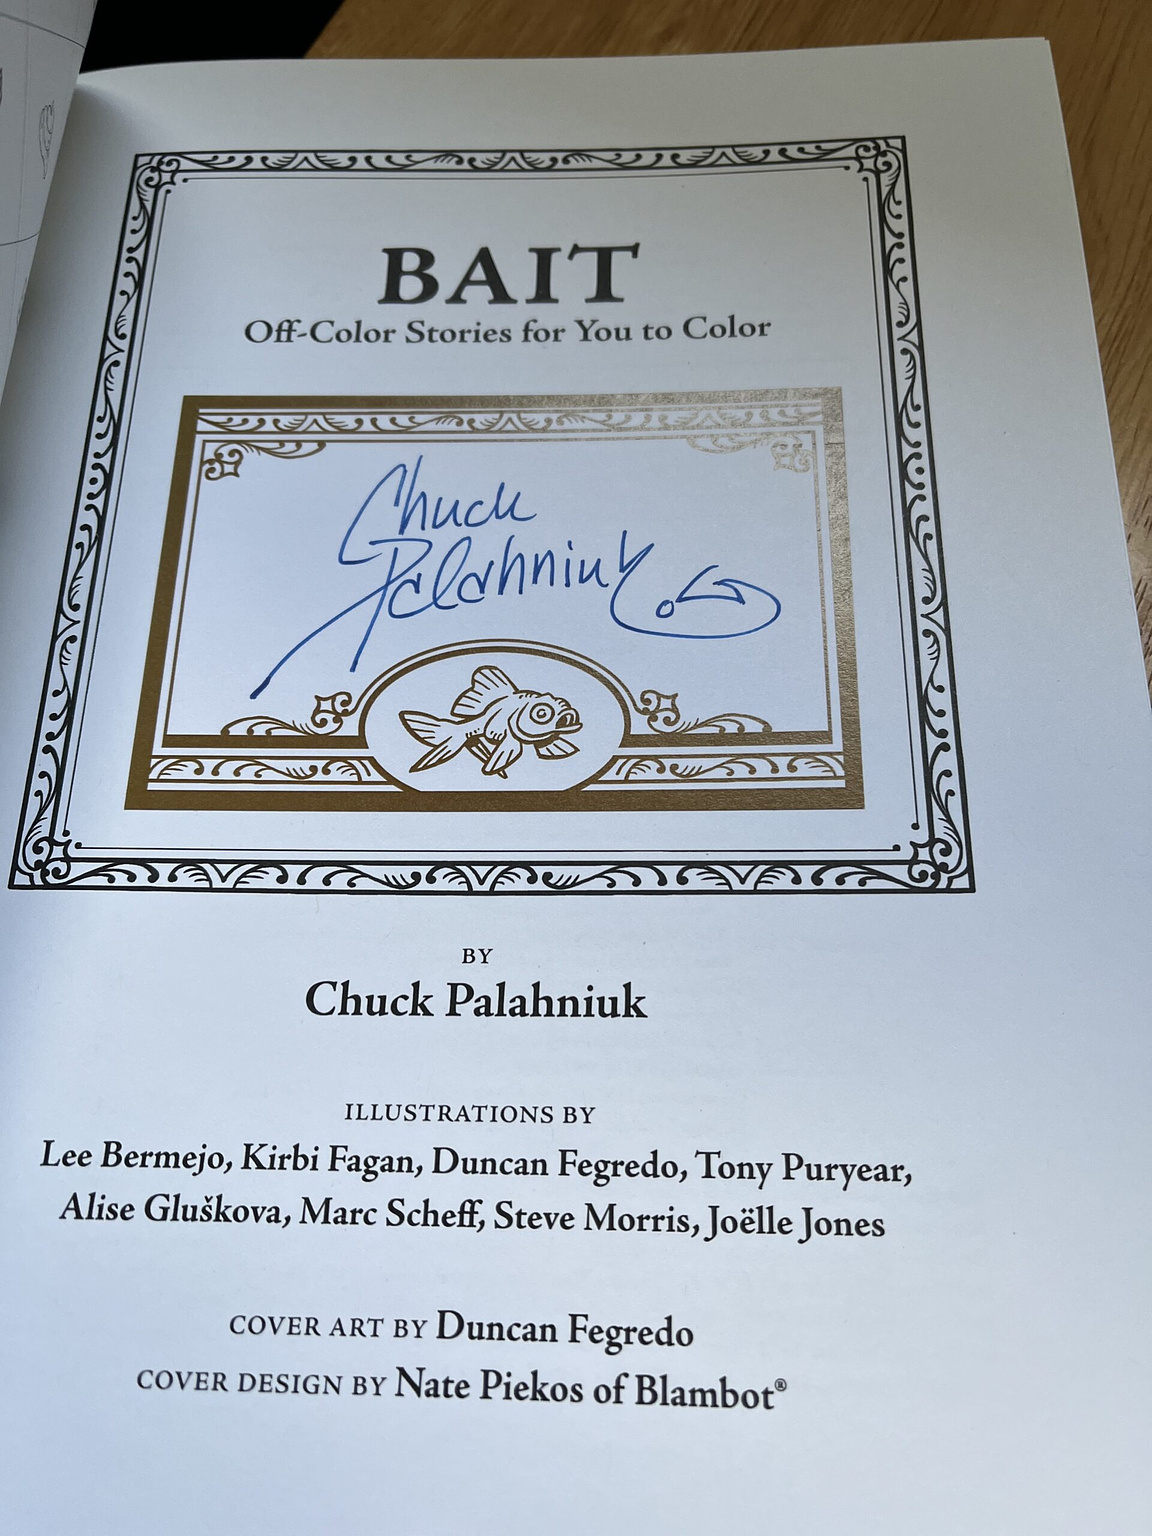 BAIT
Off-Color Stories for You to Color
Chuck
Palahniuk
BY
Chuck Palahniuk
ILLUSTRATIONS BY
Lee Bermejo, Kirbi Fagan, Duncan Fegredo, Tony Puryear,
Alise Gluškova, Marc Scheff, Steve Morris, Joëlle Jones
COVER ART BY Duncan Fegredo
COVER DESIGN BY Nate Piekos of Blambot®